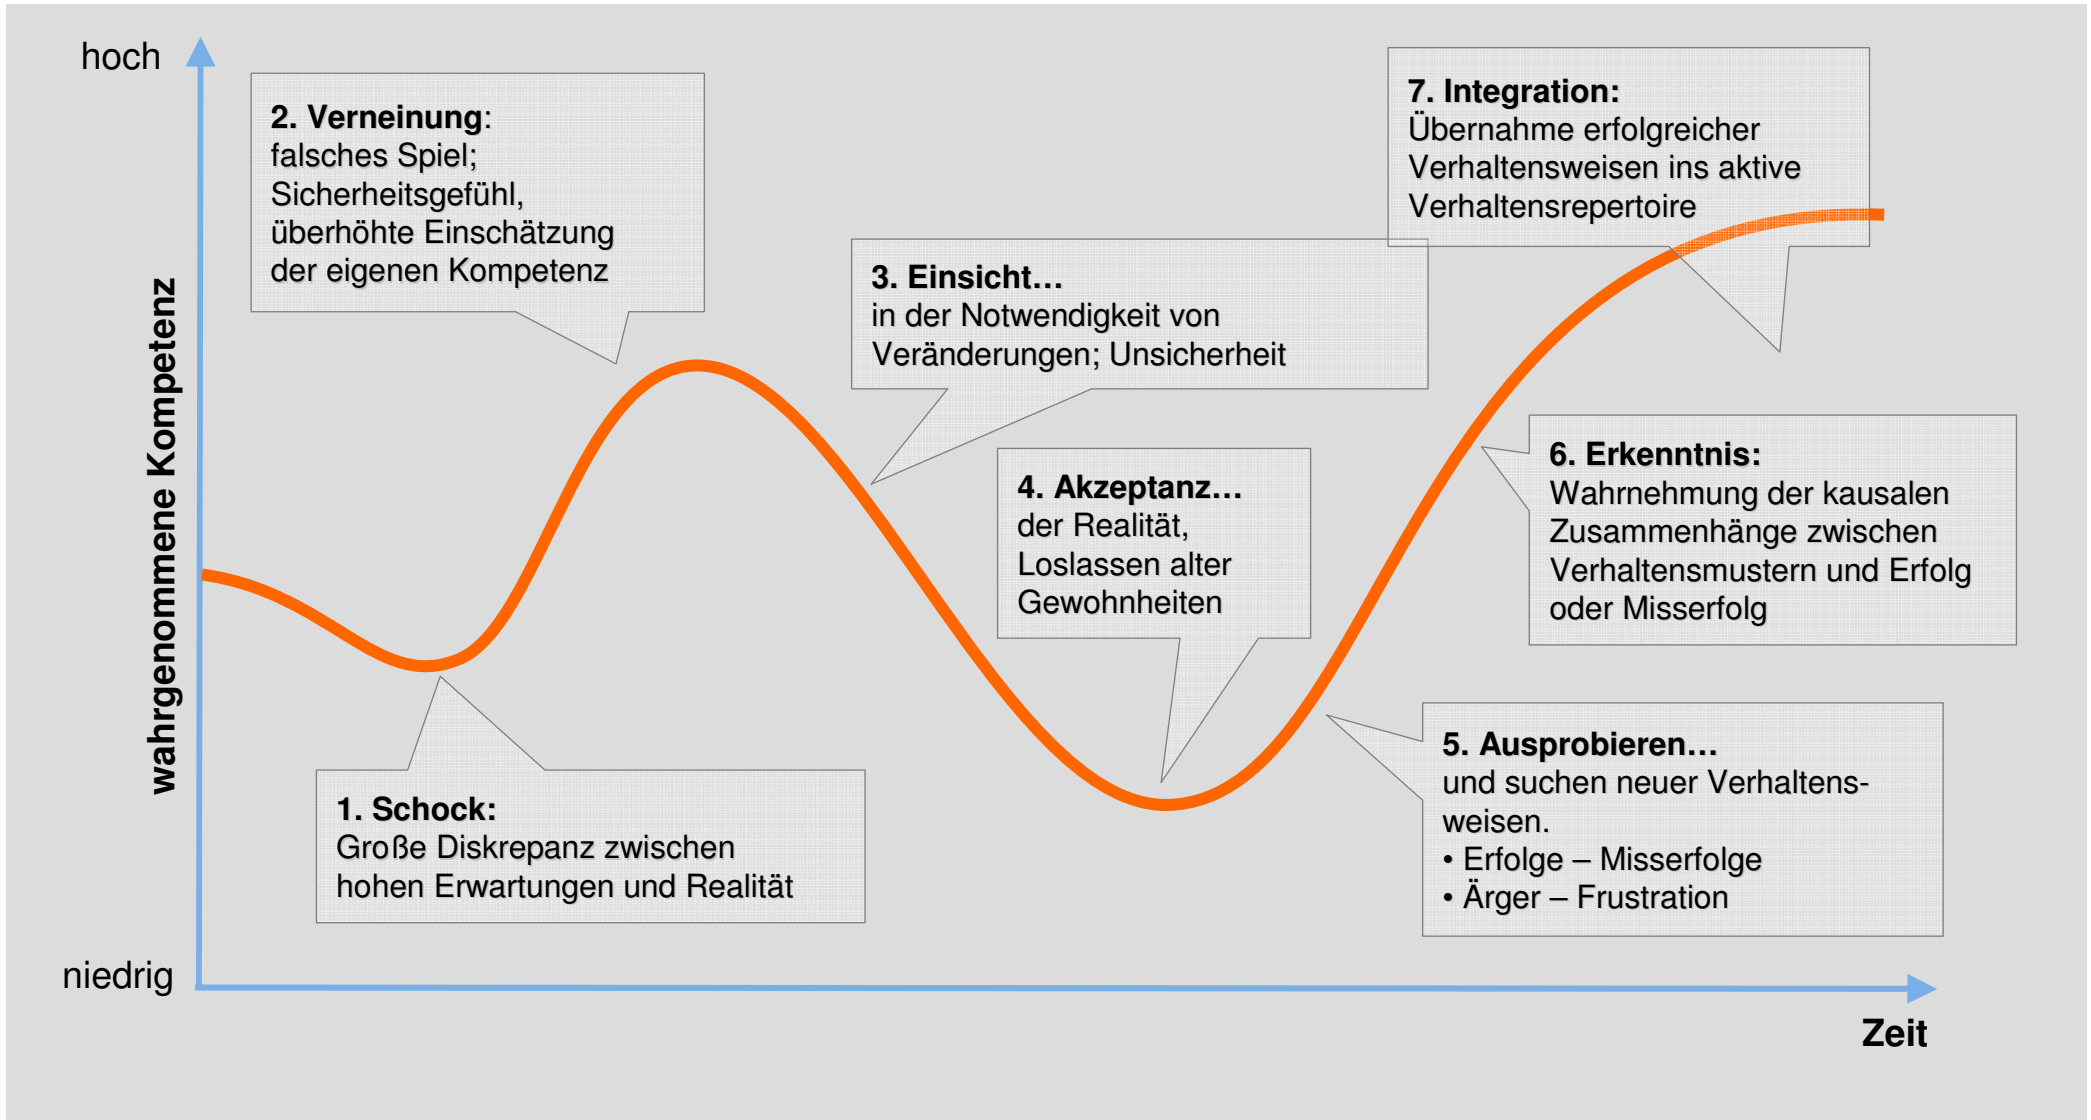 hoch
2. Verneinung:
falsches Spiel;
Sicherheitsgefühl,
überhöhte Einschätzung
der eigenen Kompetenz
7. Integration:
Übernahme erfolgreicher
Verhaltensweisen ins aktive
Verhaltensrepertoire
3. Einsicht…
in der Notwendigkeit von
Veränderungen; Unsicherheit
wahrgenommene Kompetenz
4. Akzeptanz…
der Realität,
Loslassen alter
Gewohnheiten
6. Erkenntnis:
Wahrnehmung der kausalen
Zusammenhänge zwischen
Verhaltensmustern und Erfolg
oder Misserfolg
1. Schock:
Große Diskrepanz zwischen
hohen Erwartungen und Realität
5. Ausprobieren…
und suchen neuer Verhaltens-
weisen.
• Erfolge – Misserfolge
• Ärger – Frustration
niedrig
Zeit